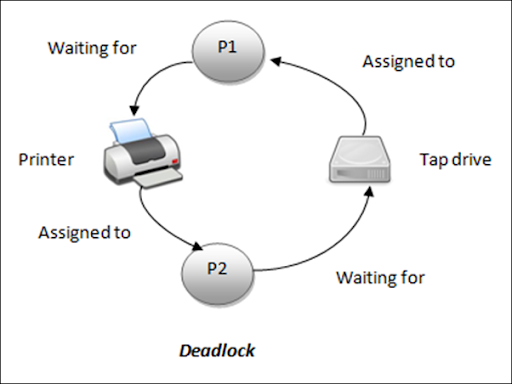 P1
Waiting for
Assigned to
Printer
Tap drive
Assigned to
P2
Waiting for
Deadlock